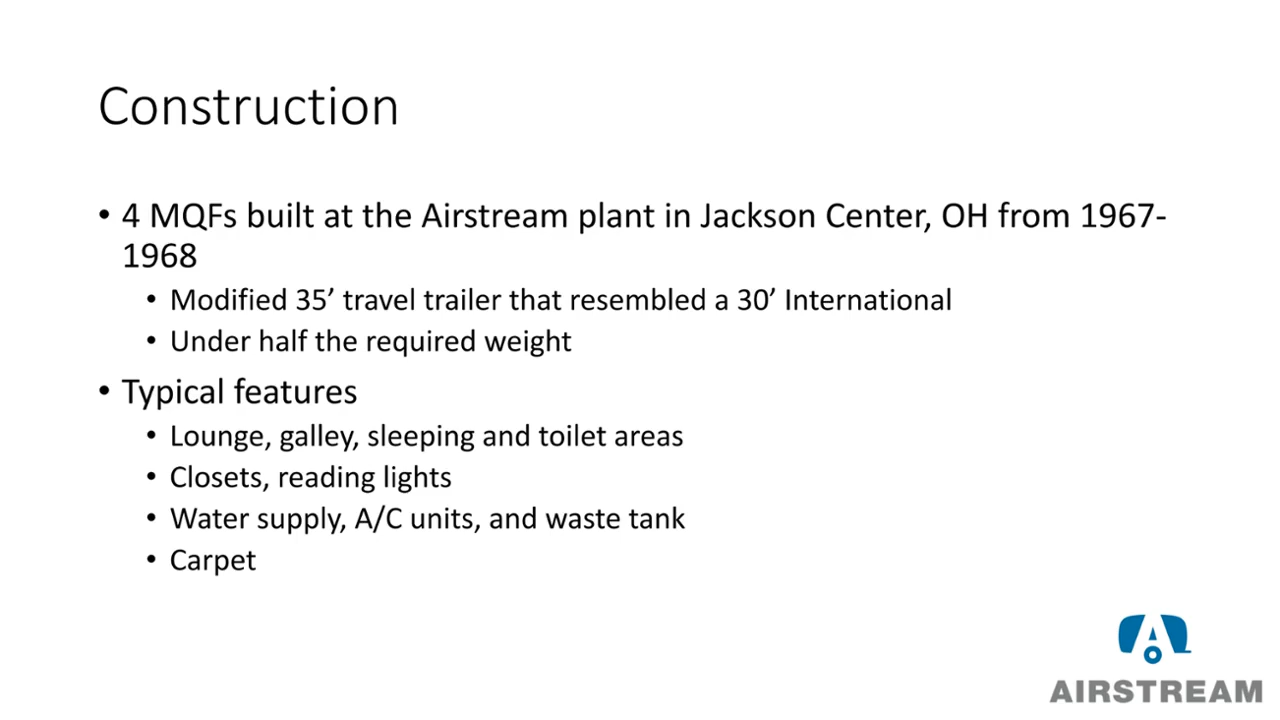 Construction
• 4 MQFs built at the Airstream plant in Jackson Center, OH from 1967-
1968
• Modified 35’ travel trailer that resembled a 30’ International
• Under half the required weight
• Typical features
• Lounge, galley, sleeping and toilet areas
• Closets, reading lights
• Water supply, A/C units, and waste tank
• Carpet
AIRSTREAM